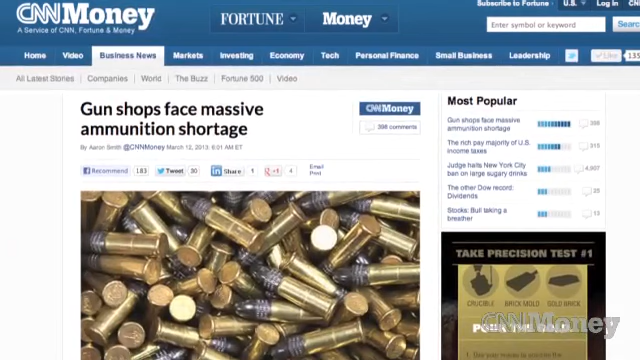 CNNMoney
A Service of CNN, Fortune & Money
FORTUNE Money
Subscribe to Fortune U.S. Log In
Enter symbol or keyword
Home Video Business News Markets Investing Economy Tech Personal Finance Small Business Leadership Like
All Latest Stories Companies World The Buzz Fortune 500 Video
Gun shops face massive
ammunition shortage
By Aaron Smith @CNNMoney March 12, 2013: 6:01 AM ET
CNNMoney
398 comments
Recommend 183 Tweet 50 Share 1 +1 4 Email
Print
Most Popular
Gun shops face massive
ammunition shortage 398
The rich pay majority of U.S.
income taxes 315
Judge halts New York City
ban on large sugary drinks 4,907
The other Dow record:
Dividends 25
Stocks: Bull taking a
breather 13
TAKE PRECISION TEST #1
CRUCIBLE BRICK MOLD GOLD BRICK
CNNMoney